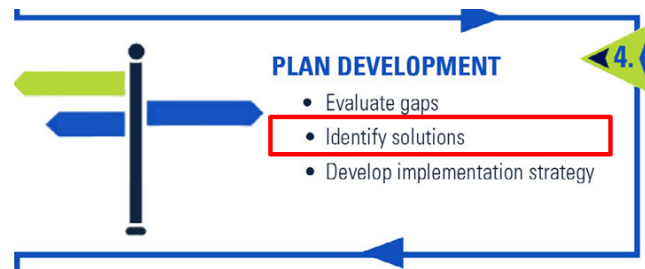 PLAN DEVELOPMENT
4.
• Evaluate gaps
• Identify solutions
• Develop implementation strategy